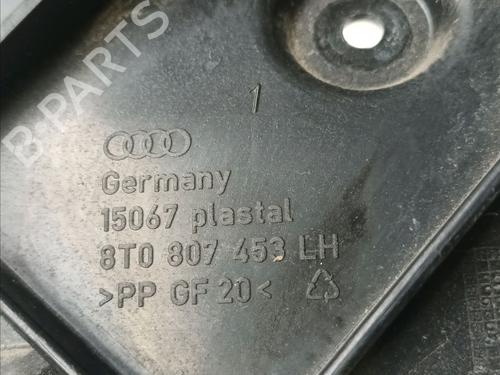 B-PARTS
1
Germany
15067 plastal
8T0 807 453 LH
>PP GF 20<